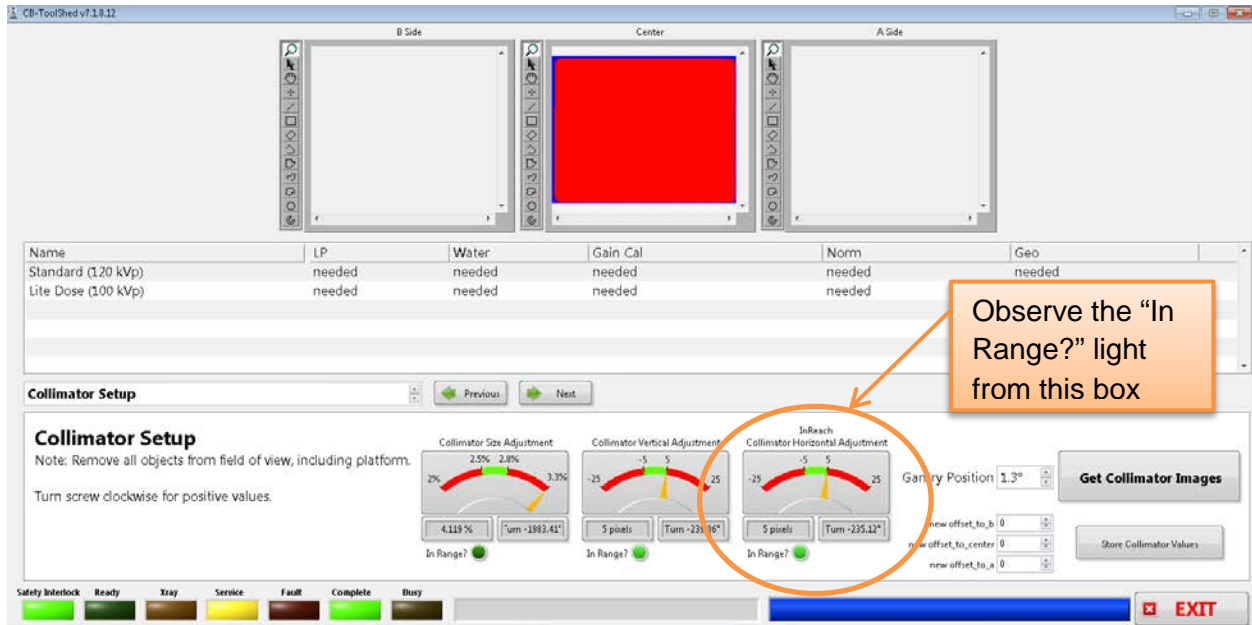 CB-ToolShed v7.1.0.12
B Side Center A Side
Name LP Water Gain Cal Norm Geo
Standard (120 kVp) needed needed needed needed needed
Lite Dose (100 kVp) needed needed needed needed
Observe the “In
Range?” light
from this box
Collimator Setup Previous Next
Collimator Setup
Note: Remove all objects from field of view, including platform.
Turn screw clockwise for positive values.
Collimator Size Adjustment
2% 2.5% 2.8% 3.3%
4.119 % Turn -1983.41°
In Range?
Collimator Vertical Adjustment
-25 -5 5 25
5 pixels
In Range?
InReach
Collimator Horizontal Adjustment
-25 -5 5 25
5 pixels Turn -235.12°
In Range?
Gantry Position 1.3° Get Collimator Images
new offset_to_b 0
new offset_to_center 0 Store Collimator Values
new offset_to_a 0
Safety Interlock Ready Xray Service Fault Complete Busy
EXIT